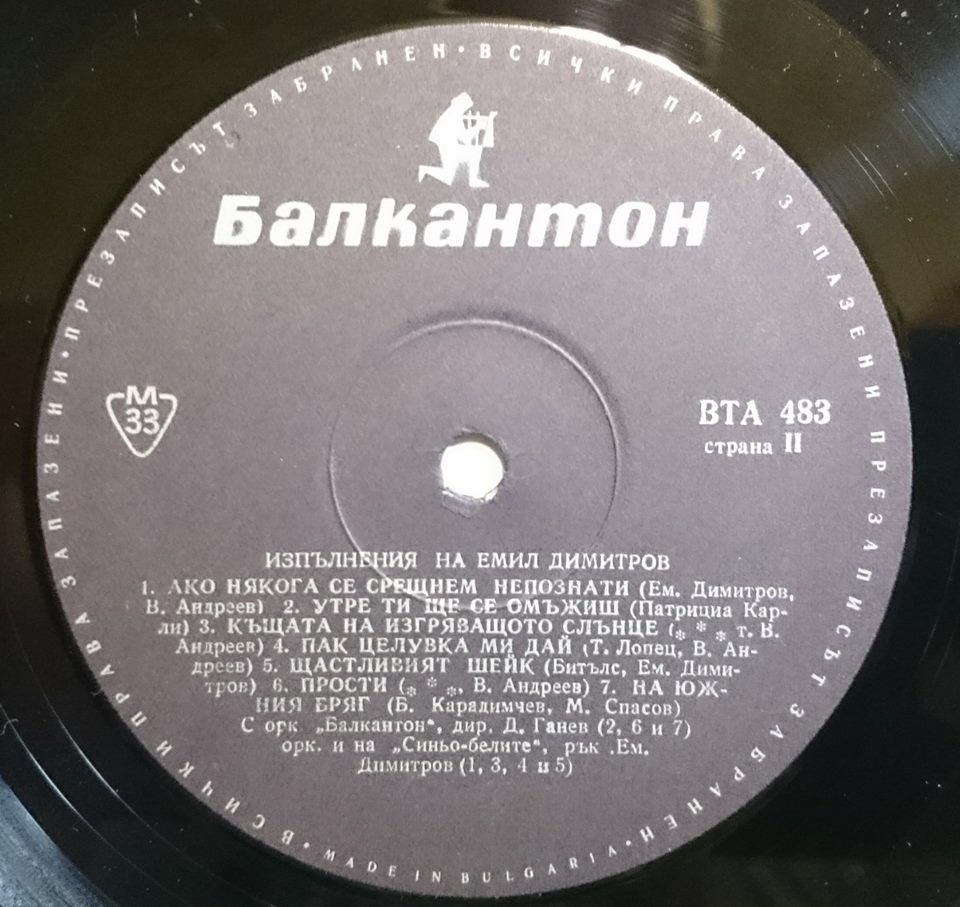 ПРЕЗАПИСЪТ ЗАБРАНЕН • ВСИЧКИ ПРАВА ЗАПАЗЕНИ ПРЕЗАПИСЪТ ЗАБРАНЕН •
Балкантон
M
33
ВТА 483
страна II
ИЗПЪЛНЕНИЯ НА ЕМИЛ ДИМИТРОВ
1. АКО НЯКОГА СЕ СРЕЩНЕМ НЕПОЗНАТИ (Ем. Димитров,
В. Андреев) 2. УТРЕ ТИ ЩЕ СЕ ОМЪЖИШ (Патрициа Кар-
ли) 3. КЪЩАТА НА ИЗГРЯВАЩОТО СЛЪНЦЕ (* * * т. В.
Андреев) 4. ПАК ЦЕЛУВКА МИ ДАЙ (Т. Лопец, В. Ан-
дреев) 5. ЩАСТЛИВИЯТ ШЕЙК (Битълс, Ем. Дими-
тров) 6. ПРОСТИ (* * *, В. Андреев) 7. НА ЮЖ-
НИЯ БРЯГ (Б. Карадимчев, М. Спасов)
С орк „Балкантон", дир. Д. Ганев (2, 6 и 7)
орк. и на „Синьо-белите", рък .Ем.
Димитров (1, 3, 4 и 5)
ВСИЧКИ ПРАВА ЗАПАЗЕНИ •
MADE IN BULGARIA •